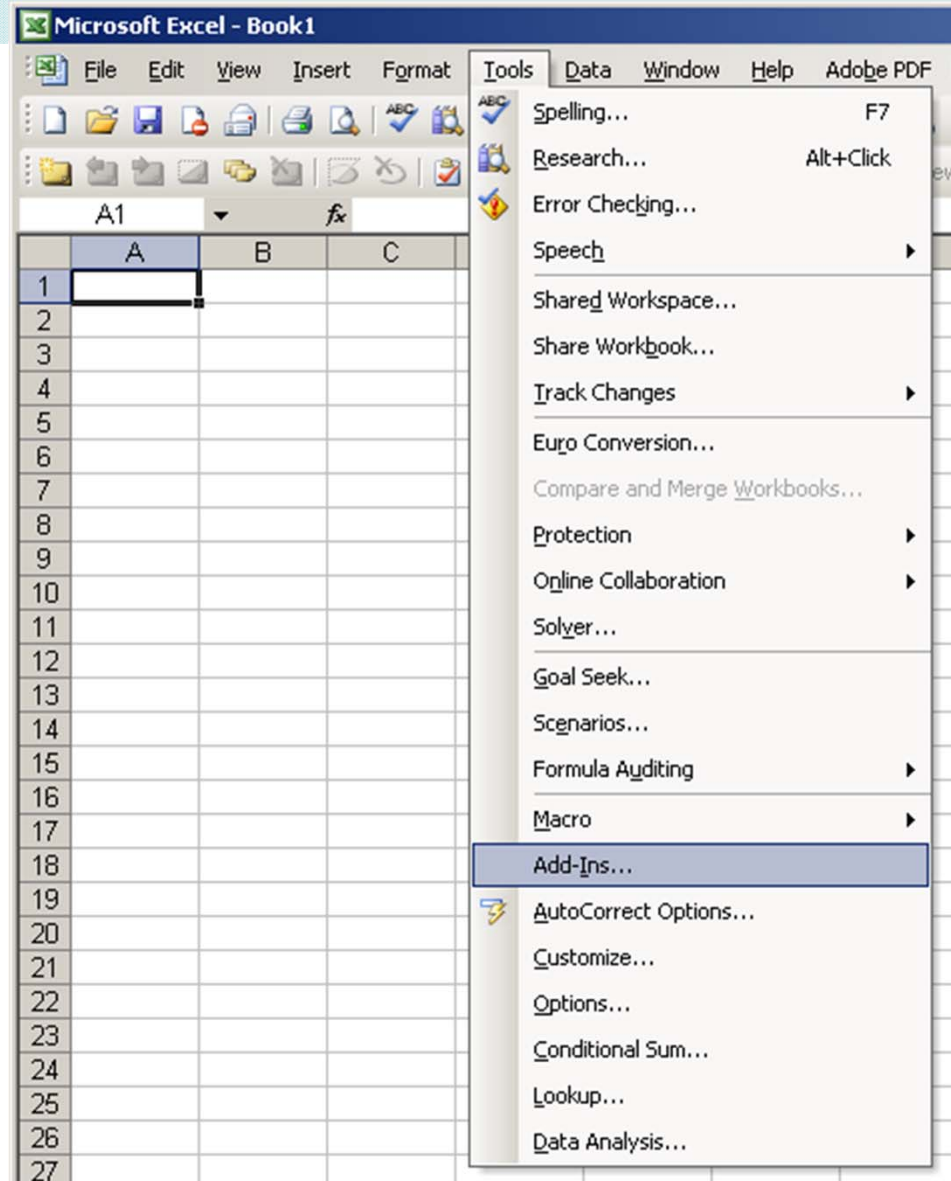 Microsoft Excel - Book1
File Edit View Insert Format Tools Data Window Help Adobe PDF
ABC ABC Spelling... F7
Research... Alt+Click
A1 fx Error Checking...
A B C Speech
1
Shared Workspace...
2
3 Share Workbook...
4 Track Changes
5
Euro Conversion...
6
7 Compare and Merge Workbooks...
8
Protection
9
10 Online Collaboration
11 Solver...
12
Goal Seek...
13
14 Scenarios...
15 Formula Auditing
16
17 Macro
18 Add-Ins...
19 AutoCorrect Options...
20
21 Customize...
22 Options...
23
Conditional Sum...
24
25 Lookup...
26 Data Analysis...
27